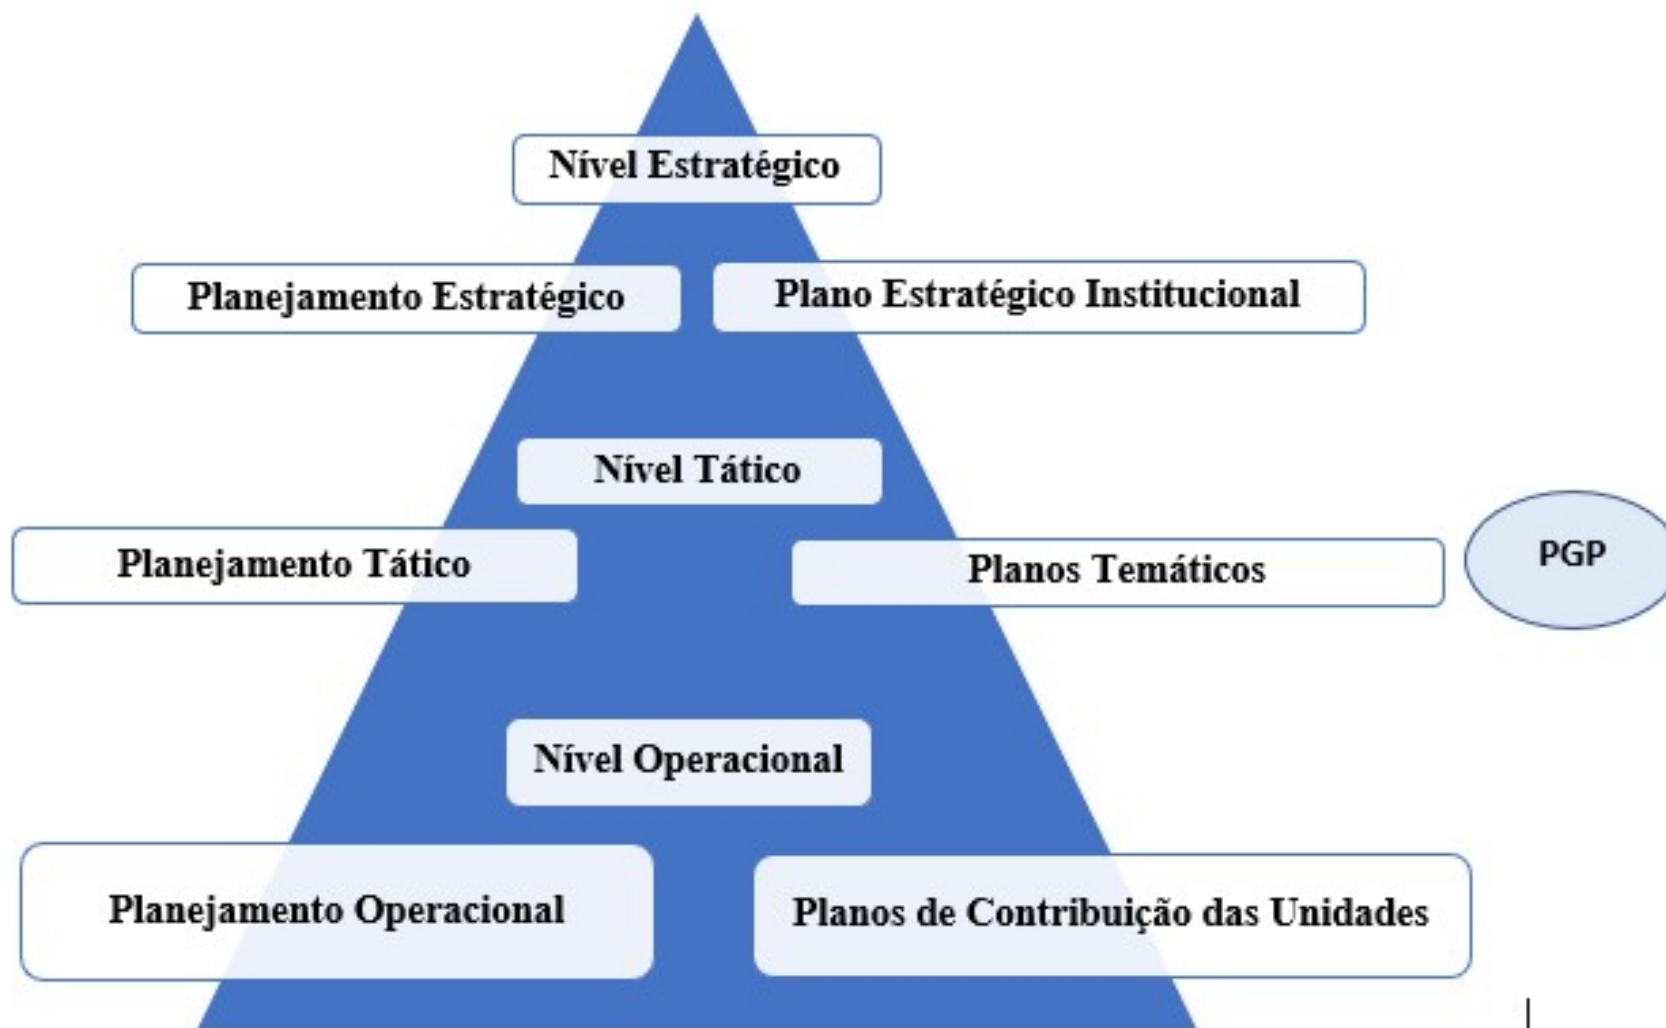 Nível Estratégico
Planejamento Estratégico
Plano Estratégico Institucional
Nível Tático
Planejamento Tático
Planos Temáticos
PGP
Nível Operacional
Planejamento Operacional
Planos de Contribuição das Unidades